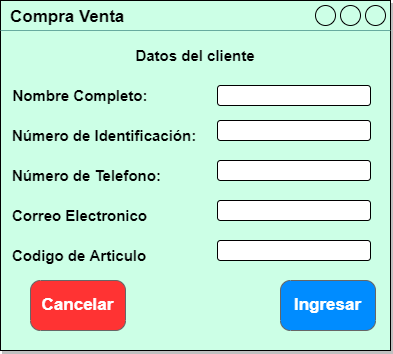 Compra Venta
Datos del cliente
Nombre Completo:
Número de Identificación:
Número de Telefono:
Correo Electronico
Codigo de Articulo
Cancelar
Ingresar